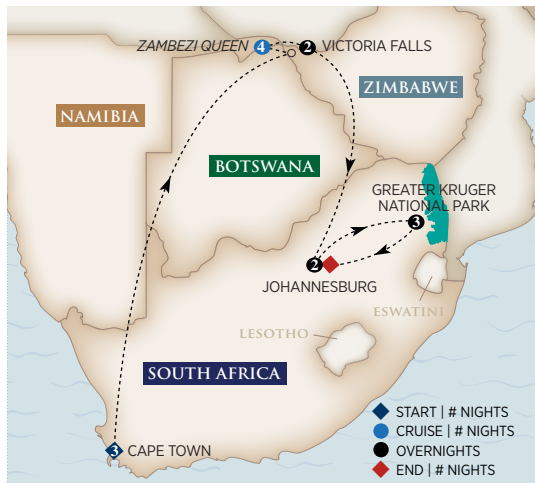 ZAMBEZI QUEEN 4 2 VICTORIA FALLS
ZIMBABWE
NAMIBIA
BOTSWANA
GREATER KRUGER
NATIONAL PARK
3
2
JOHANNESBURG
ESWATINI
LESOTHO
SOUTH AFRICA
3 CAPE TOWN
START | # NIGHTS
CRUISE | # NIGHTS
OVERNIGHTS
END | # NIGHTS